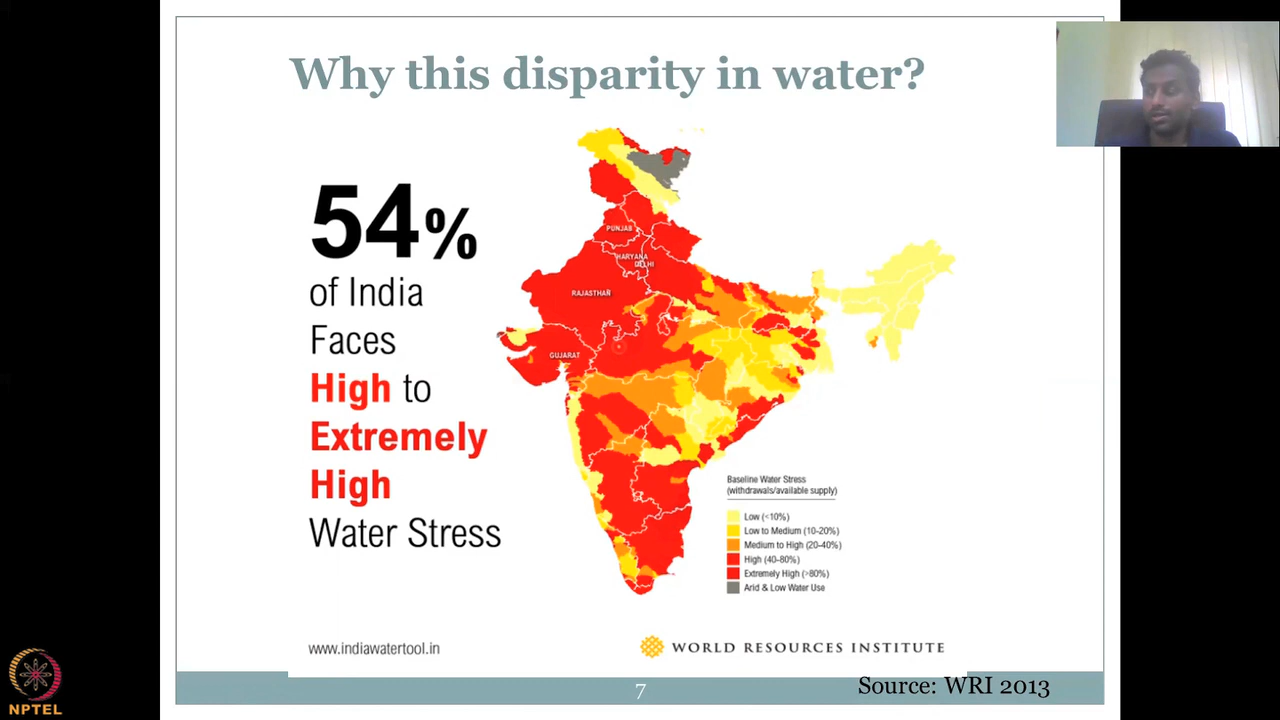 Why this disparity in water?
54%
of India
Faces
High to
Extremely
High
Water Stress
PUNJAB
HARYANA
DELHI
RAJASTHAN
GUJARAT
Baseline Water Stress
(withdrawals/available supply)
Low (<10%)
Low to Medium (10-20%)
Medium to High (20-40%)
High (40-80%)
Extremely High (>80%)
Arid & Low Water Use
www.indiawatertool.in
WORLD RESOURCES INSTITUTE
7
Source: WRI 2013
NPTEL